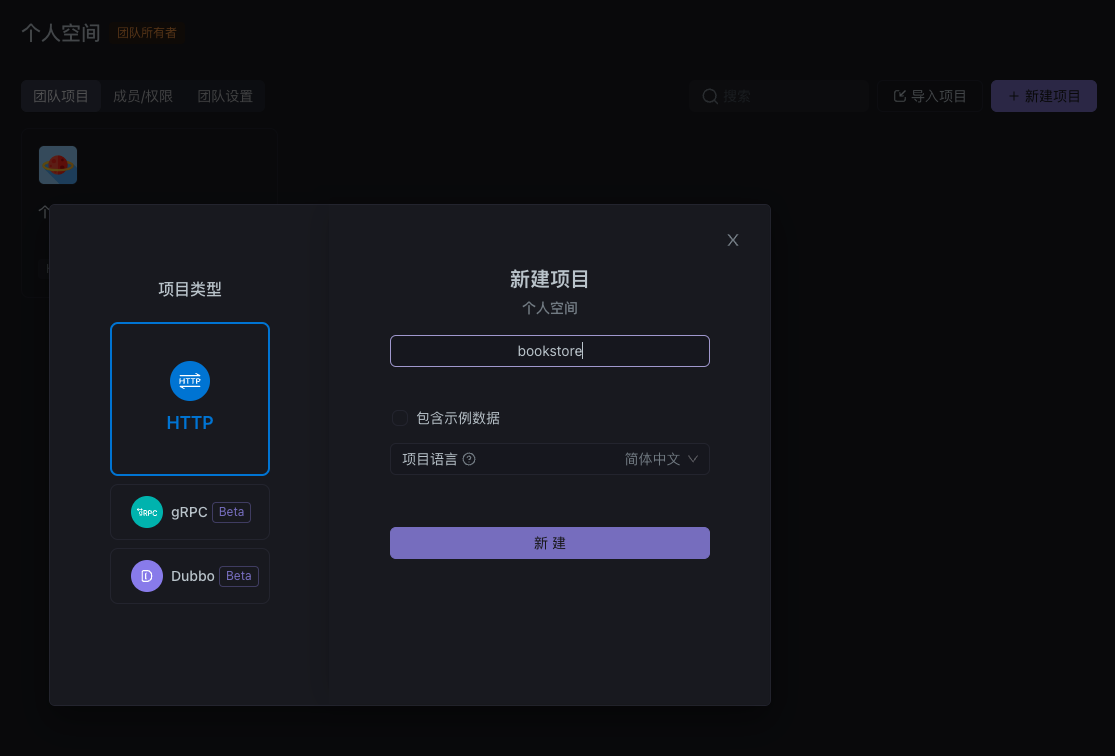 个人空间 团队所有者
团队项目 成员/权限 团队设置 搜索 导入项目 + 新建项目
个
项目类型
HTTP
HTTP
gRPC gRPC Beta
D Dubbo Beta
新建项目
个人空间
bookstore
包含示例数据
项目语言 ? 简体中文
新 建